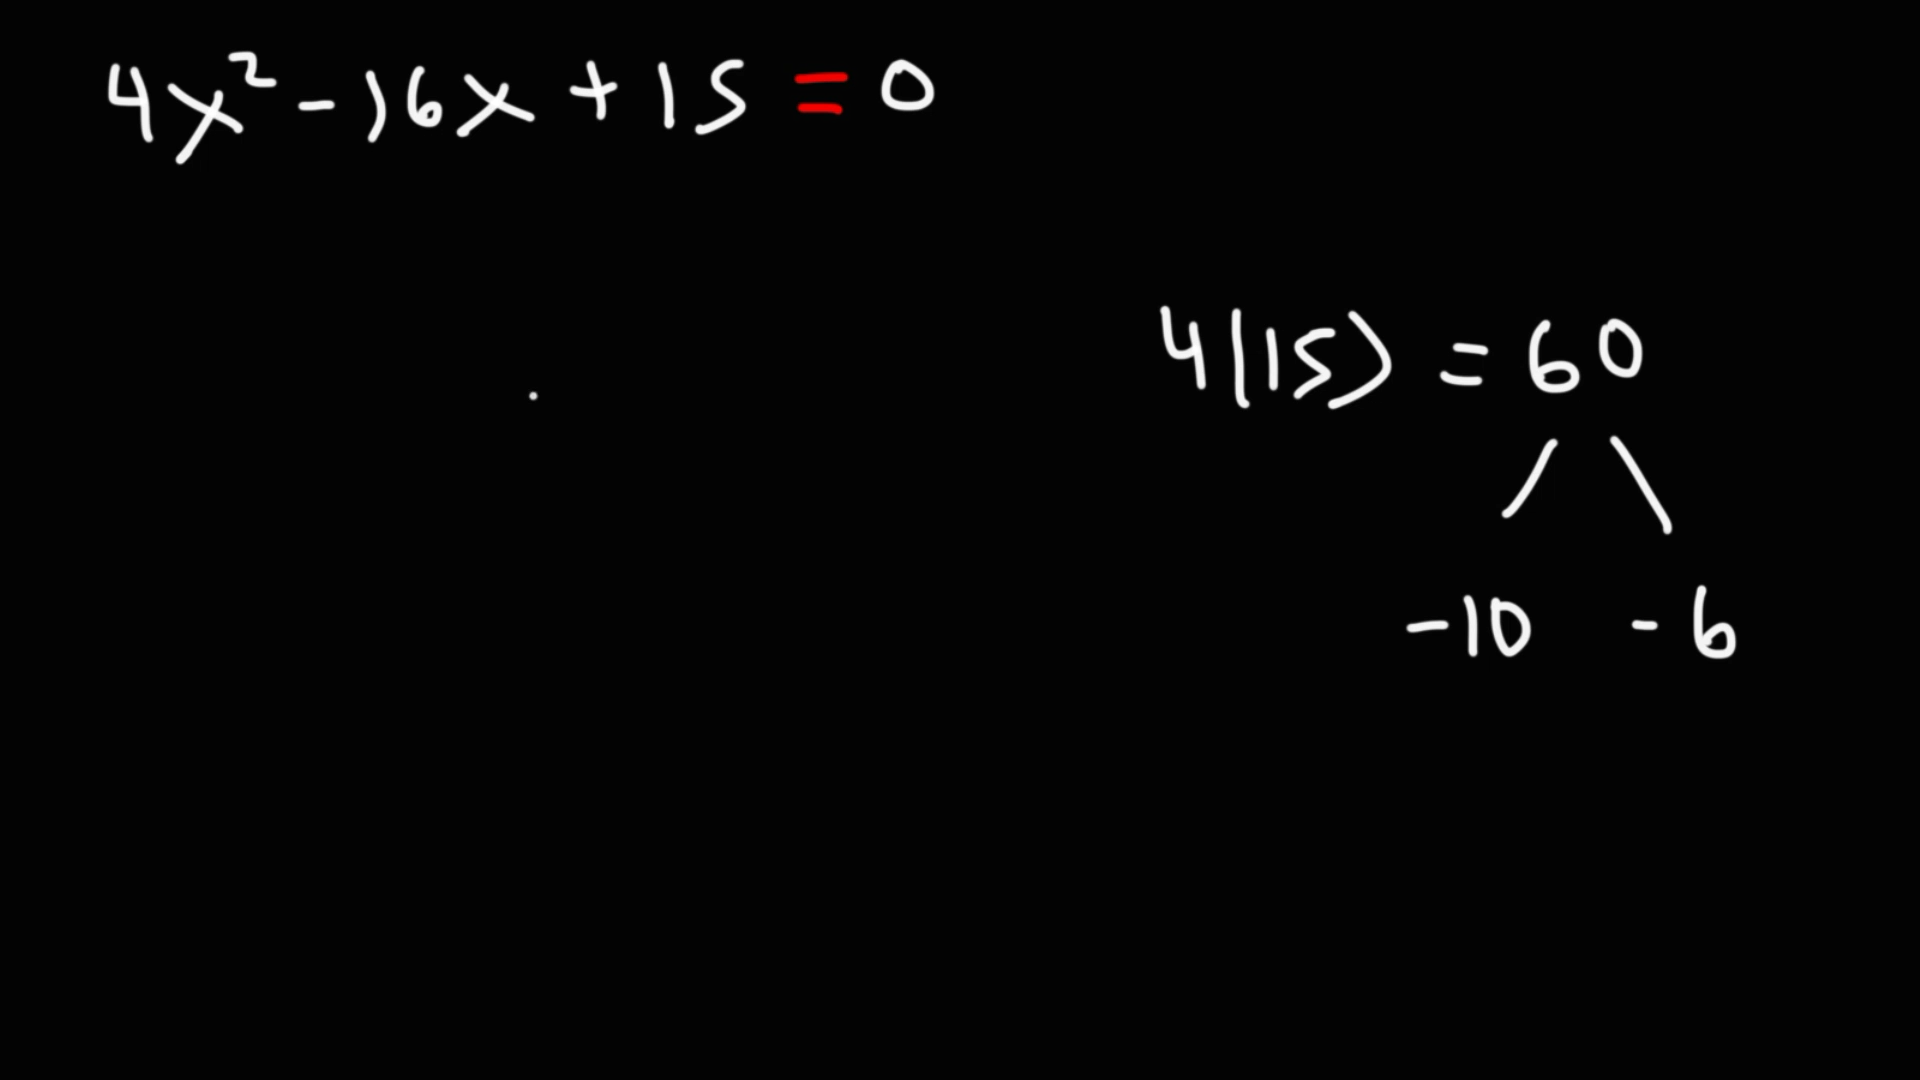 4x² - 16x + 15 = 0
4(15) = 60
-10 -6